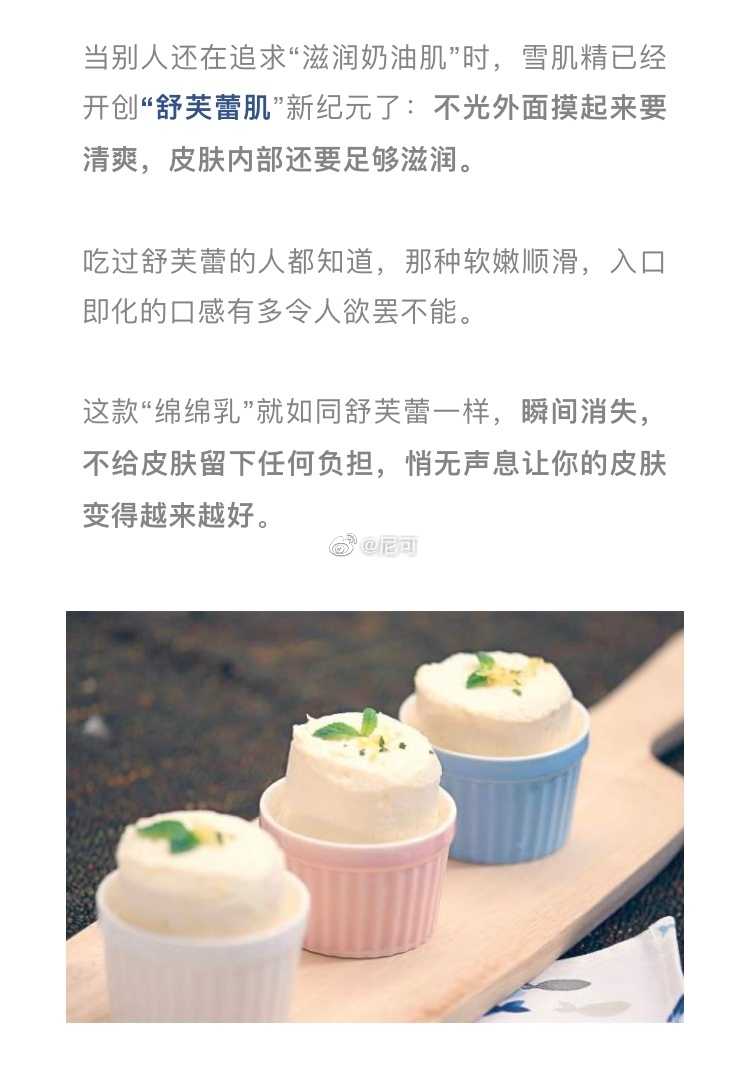 当别人还在追求“滋润奶油肌”时，雪肌精已经
开创“舒芙蕾肌”新纪元了：不光外面摸起来要
清爽，皮肤内部还要足够滋润。
吃过舒芙蕾的人都知道，那种软嫩顺滑，入口
即化的口感有多令人欲罢不能。
这款“绵绵乳”就如同舒芙蕾一样，瞬间消失，
不给皮肤留下任何负担，悄无声息让你的皮肤
变得越来越好。
@尼可